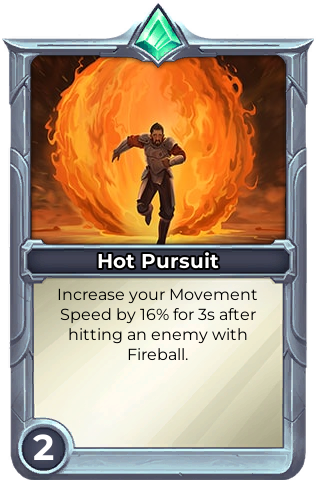 Hot Pursuit
Increase your Movement
Speed by 16% for 3s after
hitting an enemy with
Fireball.
2